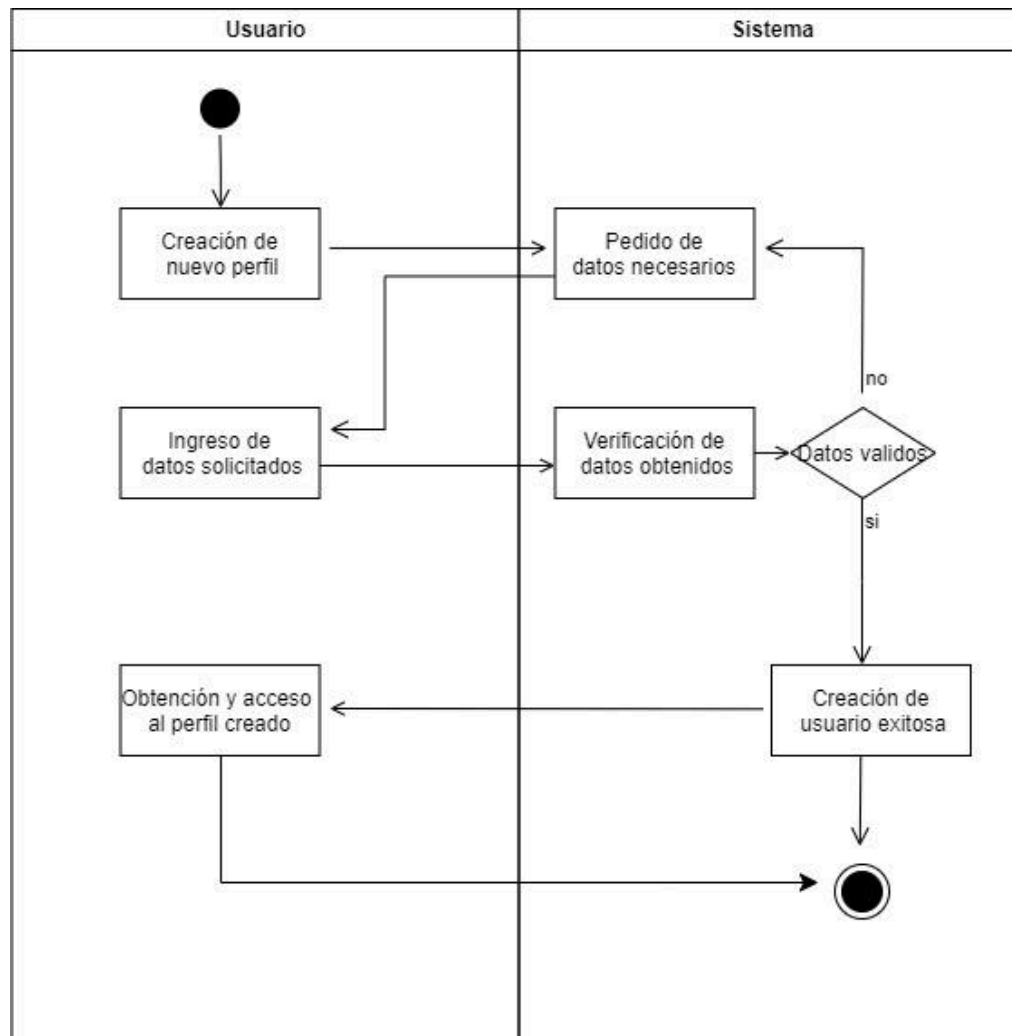 Usuario
Sistema
Creación de
nuevo perfil
Pedido de
datos necesarios
no
Ingreso de
datos solicitados
Verificación de
datos obtenidos
Datos validos
si
Obtención y acceso
al perfil creado
Creación de
usuario exitosa